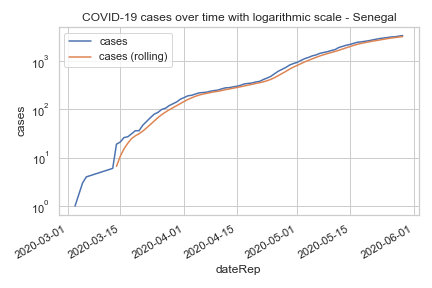 COVID-19 cases over time with logarithmic scale - Senegal
cases
cases (rolling)
10³
10²
10¹
10⁰
cases
2020-03-01
2020-03-15
2020-04-01
2020-04-15
2020-05-01
2020-05-15
2020-06-01
dateRep